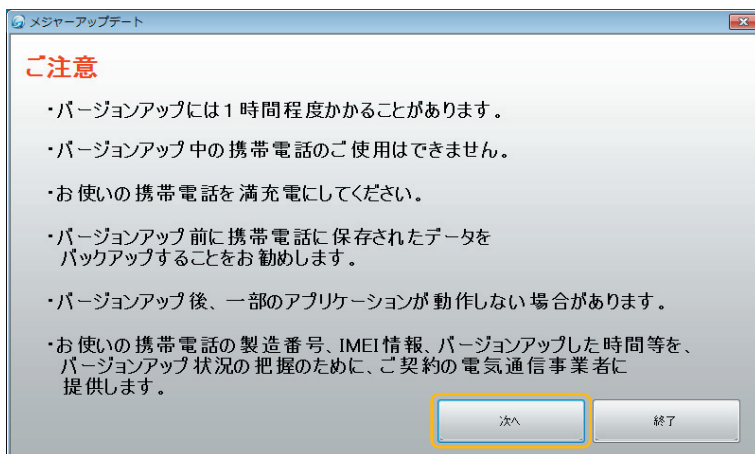 メジャーアップデート
ご注意
・バージョンアップには1時間程度かかることがあります。
・バージョンアップ中の携帯電話のご使用はできません。
・お使いの携帯電話を満充電にしてください。
・バージョンアップ前に携帯電話に保存されたデータを
バックアップすることをお勧めします。
・バージョンアップ後、一部のアプリケーションが動作しない場合があります。
・お使いの携帯電話の製造番号、IMEI情報、バージョンアップした時間等を、
バージョンアップ状況の把握のために、ご契約の電気通信事業者に
提供します。
次へ
終了